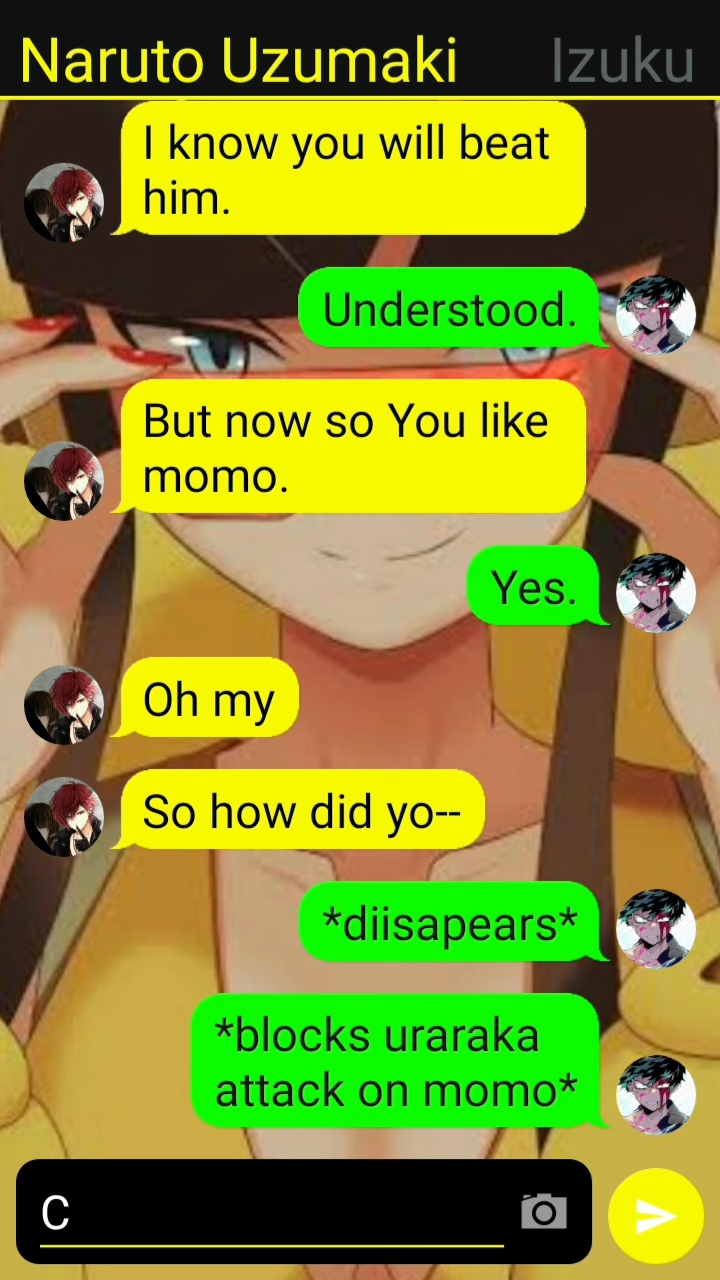 Naruto Uzumaki Izuku
I know you will beat
him.
Understood.
But now so You like
momo.
Yes.
Oh my
So how did yo--
*diisapears*
*blocks uraraka
attack on momo*
C